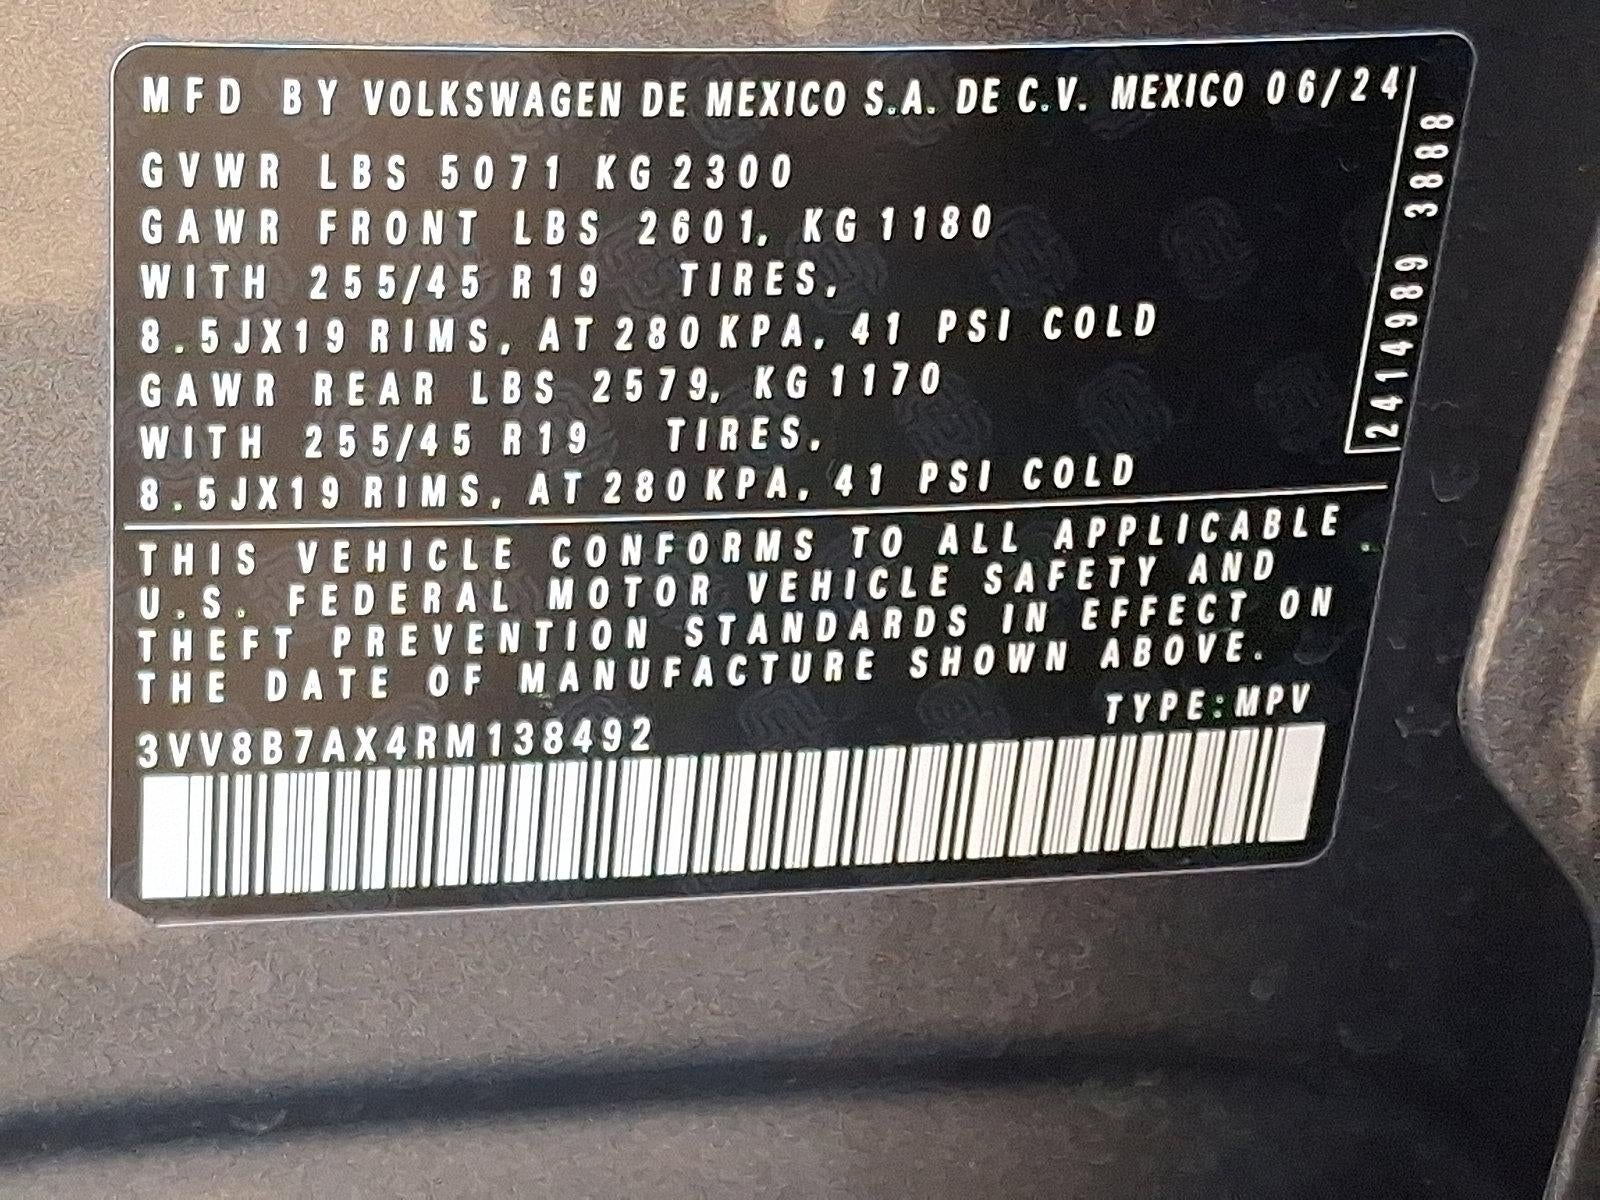 MFD BY VOLKSWAGEN DE MEXICO S.A. DE C.V. MEXICO 06/24
GVWR LBS 5071 KG 2300
GAWR FRONT LBS 2601, KG 1180
WITH 255/45 R19 TIRES,
8.5JX19 RIMS, AT 280 KPA, 41 PSI COLD
GAWR REAR LBS 2579, KG 1170
WITH 255/45 R19 TIRES,
8.5JX19 RIMS, AT 280 KPA, 41 PSI COLD
THIS VEHICLE CONFORMS TO ALL APPLICABLE
U.S. FEDERAL MOTOR VEHICLE SAFETY AND
THEFT PREVENTION STANDARDS IN EFFECT ON
THE DATE OF MANUFACTURE SHOWN ABOVE.
TYPE:MPV
3VV8B7AX4RM138492
2414989 3888